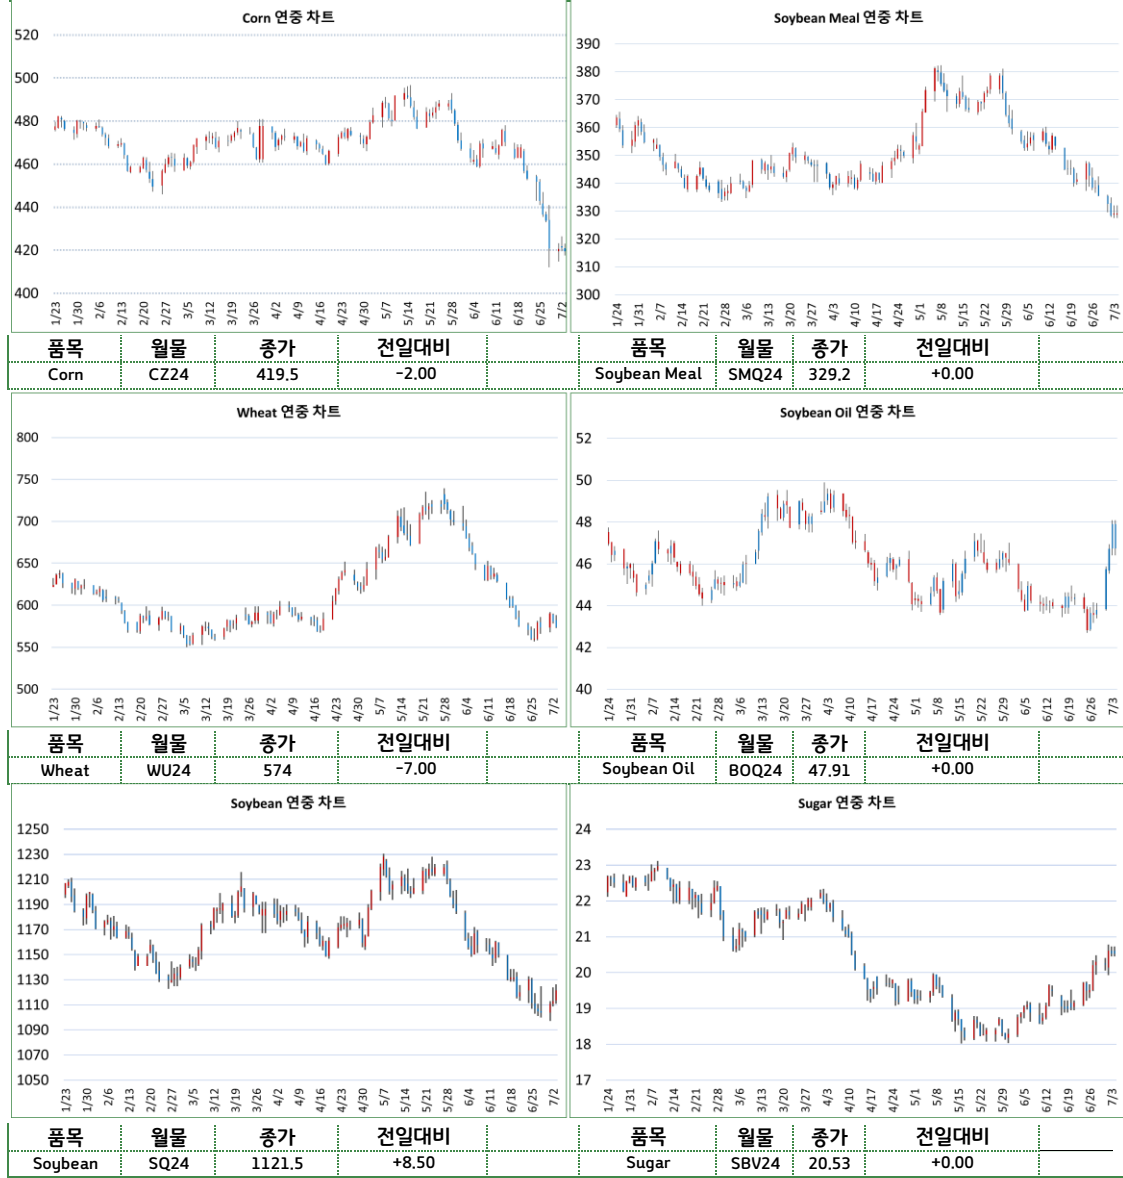 Corn 연중 차트
520
500
480
460
440
420
400
1/23 1/30 2/6 2/13 2/20 2/27 3/5 3/12 3/19 3/26 4/2 4/9 4/16 4/23 4/30 5/7 5/14 5/21 5/28 6/4 6/11 6/18 6/25 7/2
Soybean Meal 연중 차트
390
380
370
360
350
340
330
320
310
300
1/24 1/31 2/7 2/14 2/21 2/28 3/6 3/13 3/20 3/27 4/3 4/10 4/17 4/24 5/1 5/8 5/15 5/22 5/29 6/5 6/12 6/19 6/26 7/3
품목 월물 종가 전일대비 품목 월물 종가 전일대비
Corn CZ24 419.5 -2.00 Soybean Meal SMQ24 329.2 +0.00
Wheat 연중 차트
800
750
700
650
600
550
500
1/23 1/30 2/6 2/13 2/20 2/27 3/5 3/12 3/19 3/26 4/2 4/9 4/16 4/23 4/30 5/7 5/14 5/21 5/28 6/4 6/11 6/18 6/25 7/2
Soybean Oil 연중 차트
52
50
48
46
44
42
40
1/24 1/31 2/7 2/14 2/21 2/28 3/6 3/13 3/20 3/27 4/3 4/10 4/17 4/24 5/1 5/8 5/15 5/22 5/29 6/5 6/12 6/19 6/26 7/3
품목 월물 종가 전일대비 품목 월물 종가 전일대비
Wheat WU24 574 -7.00 Soybean Oil BOQ24 47.91 +0.00
Soybean 연중 차트
1250
1230
1210
1190
1170
1150
1130
1110
1090
1070
1050
1/23 1/30 2/6 2/13 2/20 2/27 3/5 3/12 3/19 3/26 4/2 4/9 4/16 4/23 4/30 5/7 5/14 5/21 5/28 6/4 6/11 6/18 6/25 7/2
Sugar 연중 차트
24
23
22
21
20
19
18
17
1/24 1/31 2/7 2/14 2/21 2/28 3/6 3/13 3/20 3/27 4/3 4/10 4/17 4/24 5/1 5/8 5/15 5/22 5/29 6/5 6/12 6/19 6/26 7/3
품목 월물 종가 전일대비 품목 월물 종가 전일대비
Soybean SQ24 1121.5 +8.50 Sugar SBV24 20.53 +0.00